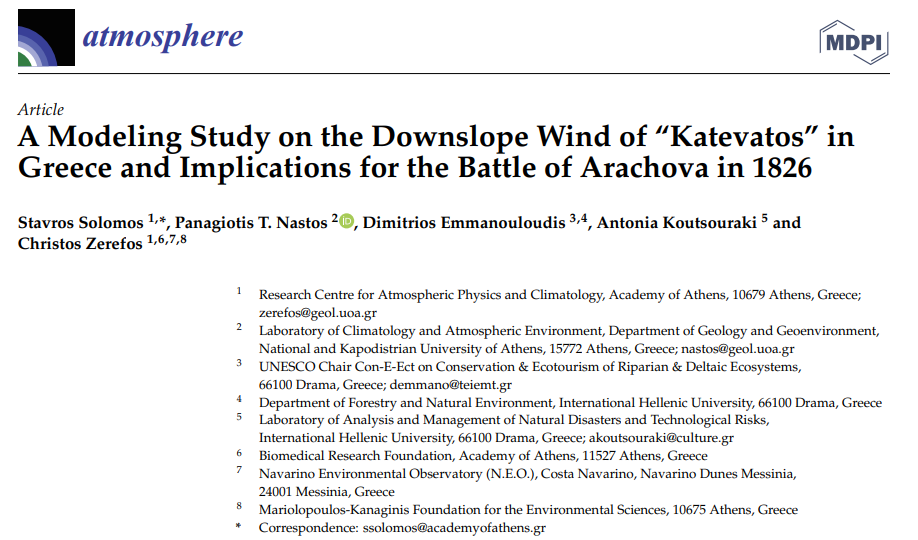 atmosphere
MDPI
Article
A Modeling Study on the Downslope Wind of “Katevatos” in
Greece and Implications for the Battle of Arachova in 1826
Stavros Solomos 1,*, Panagiotis T. Nastos 2 iD, Dimitrios Emmanouloudis 3,4, Antonia Koutsouraki 5 and
Christos Zerefos 1,6,7,8
1 Research Centre for Atmospheric Physics and Climatology, Academy of Athens, 10679 Athens, Greece;
zerefos@geol.uoa.gr
2 Laboratory of Climatology and Atmospheric Environment, Department of Geology and Geoenvironment,
National and Kapodistrian University of Athens, 15772 Athens, Greece; nastos@geol.uoa.gr
3 UNESCO Chair Con-E-Ect on Conservation & Ecotourism of Riparian & Deltaic Ecosystems,
66100 Drama, Greece; demmano@teiemt.gr
4 Department of Forestry and Natural Environment, International Hellenic University, 66100 Drama, Greece
5 Laboratory of Analysis and Management of Natural Disasters and Technological Risks,
International Hellenic University, 66100 Drama, Greece; akoutsouraki@culture.gr
6 Biomedical Research Foundation, Academy of Athens, 11527 Athens, Greece
7 Navarino Environmental Observatory (N.E.O.), Costa Navarino, Navarino Dunes Messinia,
24001 Messinia, Greece
8 Mariolopoulos-Kanaginis Foundation for the Environmental Sciences, 10675 Athens, Greece
* Correspondence: ssolomos@academyofathens.gr